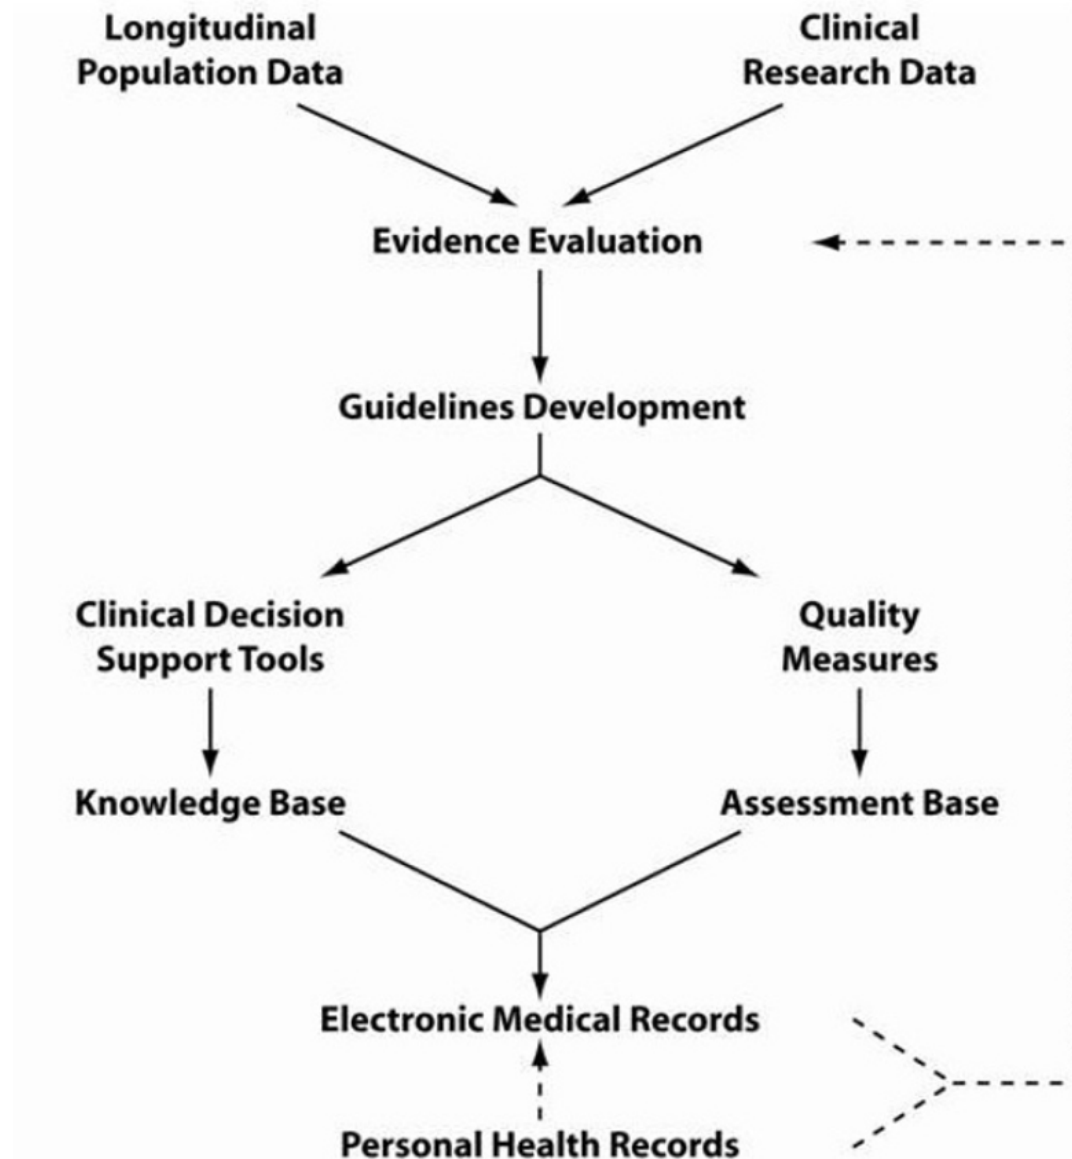 Longitudinal
Population Data
Clinical
Research Data
Evidence Evaluation
Guidelines Development
Clinical Decision
Support Tools
Quality
Measures
Knowledge Base
Assessment Base
Electronic Medical Records
Personal Health Records